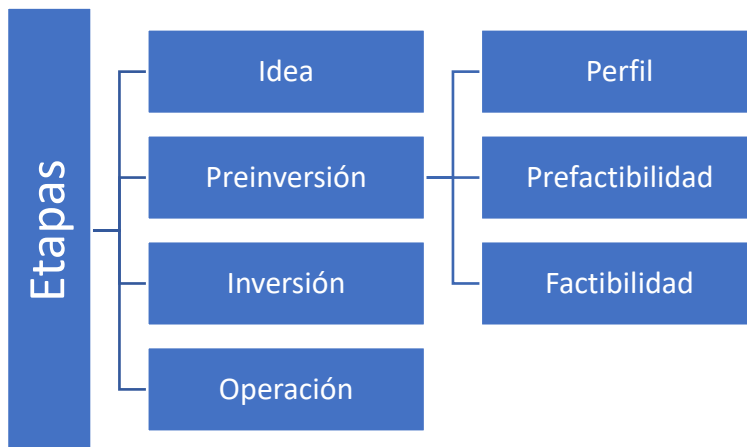 Etapas
Idea
Preinversión
Inversión
Operación
Perfil
Prefactibilidad
Factibilidad